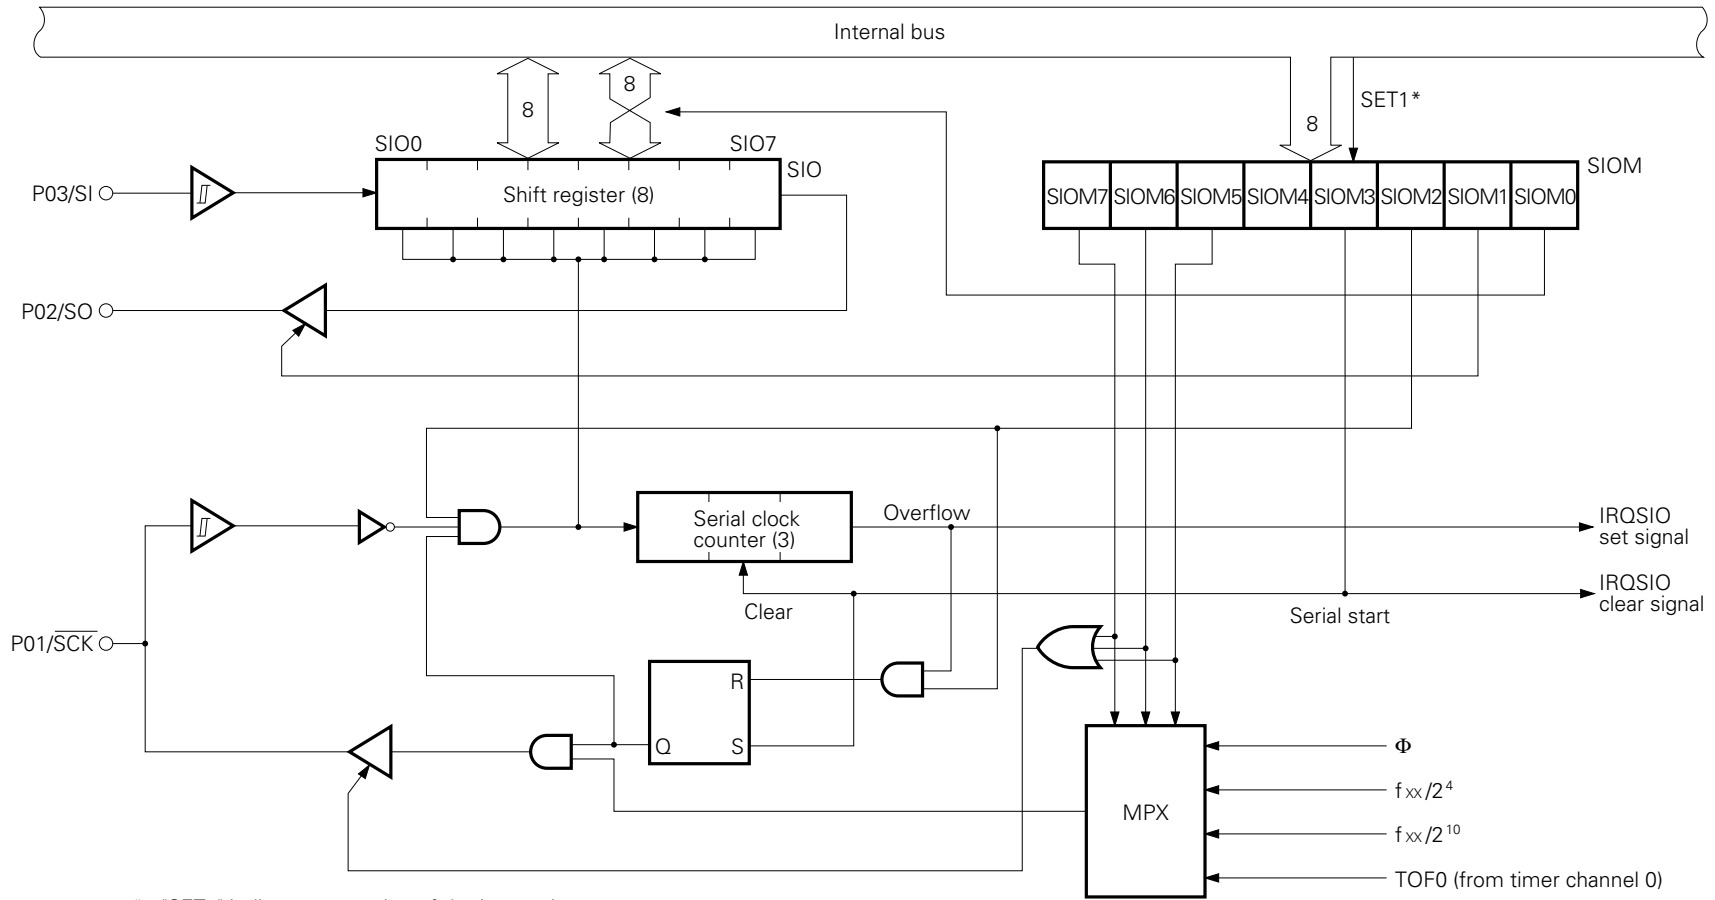 Internal bus
8
8
SET1*
8
SIO0
SIO7
SIO
SIOM
P03/SI
Shift register (8)
SIOM7 SIOM6 SIOM5 SIOM4 SIOM3 SIOM2 SIOM1 SIOM0
P02/SO
Serial clock
counter (3)
Overflow
IRQSIO
set signal
Clear
Serial start
IRQSIO
clear signal
P01/S̅C̅K̅
R
Q
S
MPX
Φ
fxx/2⁴
fxx/2¹⁰
TOF0 (from timer channel 0)